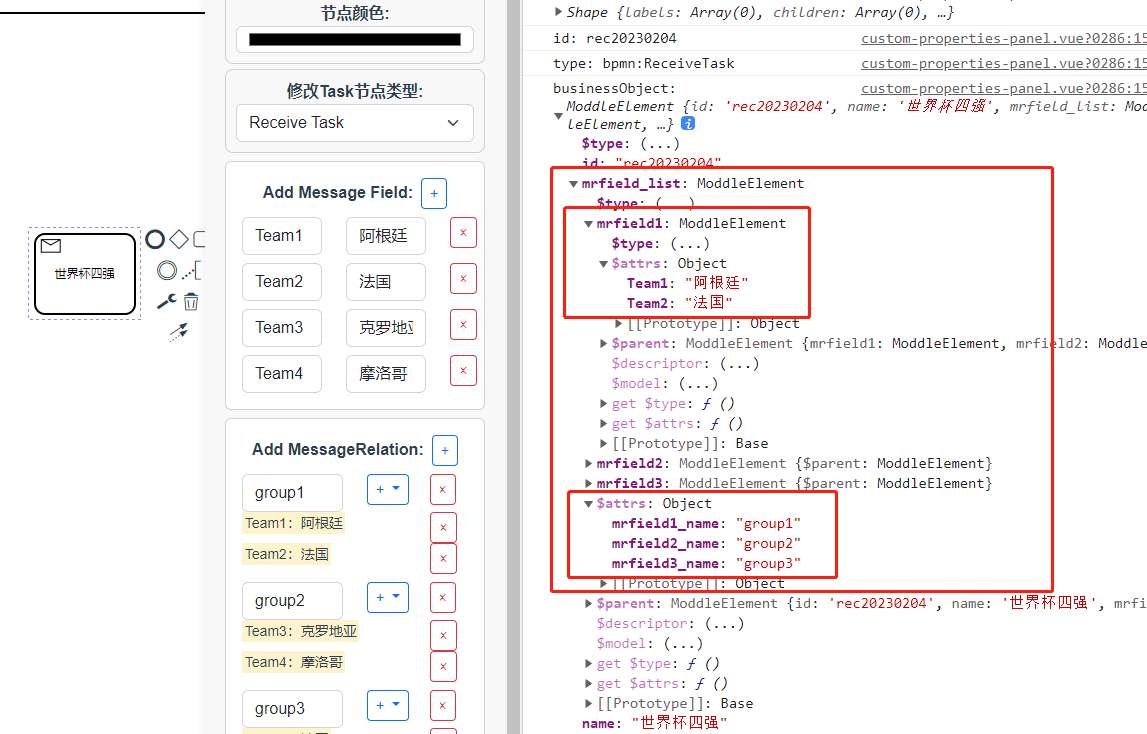 世界杯四强
节点颜色:
修改Task节点类型:
Receive Task
Add Message Field: +
Team1 阿根廷 ×
Team2 法国 ×
Team3 克罗地 ×
Team4 摩洛哥 ×
Add MessageRelation: +
group1 + ×
Team1: 阿根廷 ×
Team2: 法国 ×
group2 + ×
Team3: 克罗地亚 ×
Team4: 摩洛哥 ×
group3 + ×
Shape {labels: Array(0), children: Array(0), …}
id: rec20230204 custom-properties-panel.vue?0286:15
type: bpmn:ReceiveTask custom-properties-panel.vue?0286:15
businessObject: custom-properties-panel.vue?0286:15
ModdleElement {id: 'rec20230204', name: '世界杯四强', mrfield_list: Mod
leElement, …} i
$type: (...)
id: "rec20230204"
mrfield_list: ModdleElement
$type: (...)
mrfield1: ModdleElement
$type: (...)
$attrs: Object
Team1: "阿根廷"
Team2: "法国"
[[Prototype]]: Object
$parent: ModdleElement {mrfield1: ModdleElement, mrfield2: Moddle
$descriptor: (...)
$model: (...)
get $type: ƒ ()
get $attrs: ƒ ()
[[Prototype]]: Base
mrfield2: ModdleElement {$parent: ModdleElement}
mrfield3: ModdleElement {$parent: ModdleElement}
$attrs: Object
mrfield1_name: "group1"
mrfield2_name: "group2"
mrfield3_name: "group3"
[[Prototype]]: Object
$parent: ModdleElement {id: 'rec20230204', name: '世界杯四强', mrfi
$descriptor: (...)
$model: (...)
get $type: ƒ ()
get $attrs: ƒ ()
[[Prototype]]: Base
name: "世界杯四强"